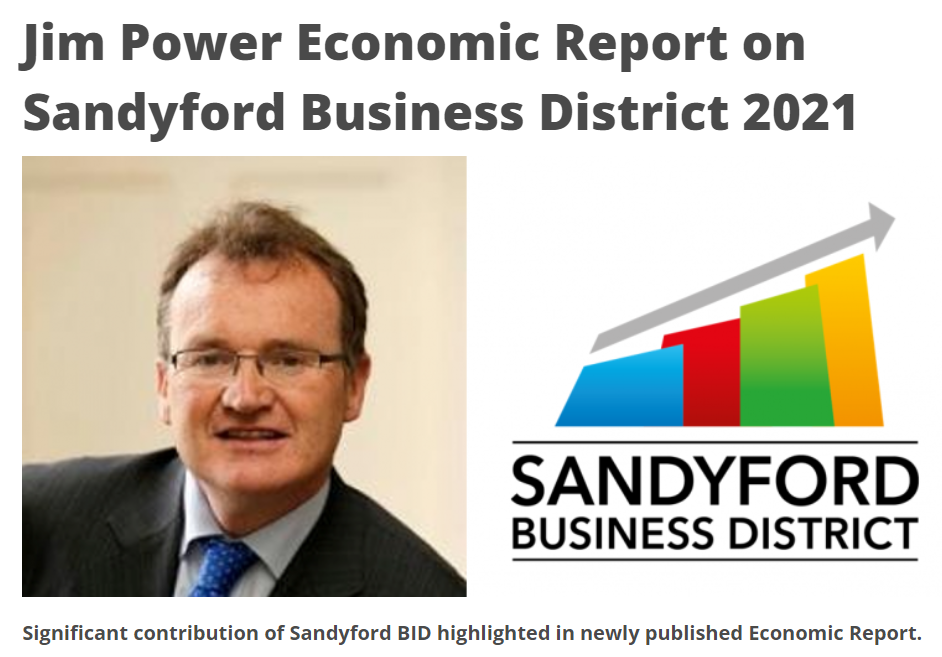 Jim Power Economic Report on
Sandyford Business District 2021
SANDYFORD
BUSINESS DISTRICT
Significant contribution of Sandyford BID highlighted in newly published Economic Report.